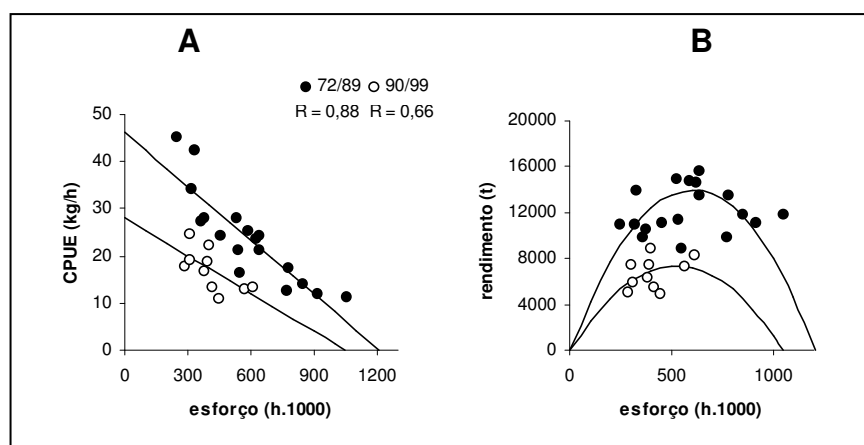 A
B
● 72/89 ○ 90/99
R = 0,88 R = 0,66
CPUE (kg/h)
50
40
30
20
10
0
0 300 600 900 1200
esforço (h.1000)
rendimento (t)
20000
16000
12000
8000
4000
0
0 500 1000
esforço (h.1000)